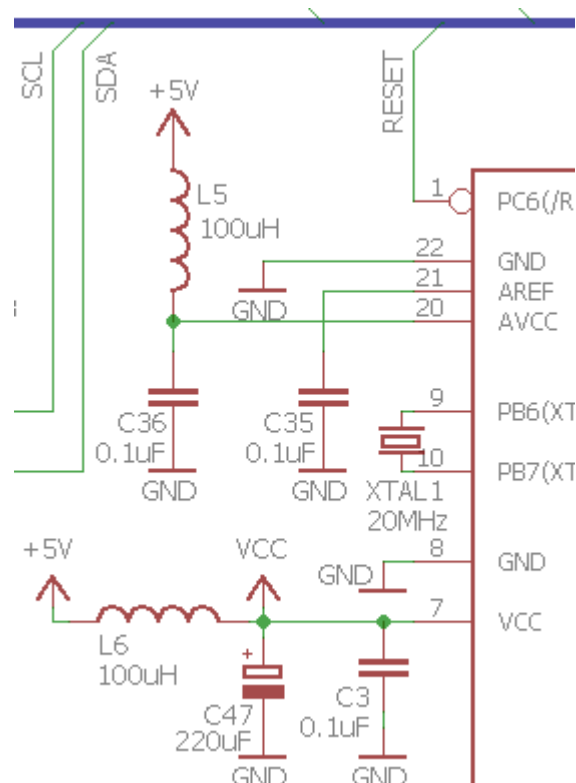 SCL
SDA
+5V
RESET
L5
100uH
1
PC6(/R
22
GND
21
AREF
20
AVCC
GND
C36
0.1uF
GND
C35
0.1uF
GND
9
PB6(XT
10
PB7(XT
XTAL1
20MHz
+5V
VCC
8
GND
GND
7
VCC
L6
100uH
C47
220uF
+
GND
C3
0.1uF
GND